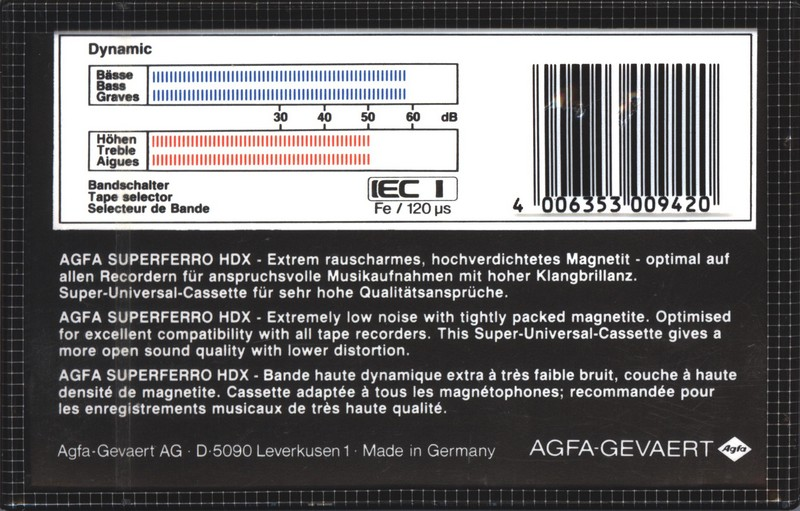 Dynamic
Bässe
Bass
Graves
30 40 50 60 dB
Höhen
Treble
Aigues
Bandschalter
Tape selector
Selecteur de Bande
IEC I
Fe / 120 µs
4 006353 009420
AGFA SUPERFERRO HDX - Extrem rauscharmes, hochverdichtetes Magnetit - optimal auf
allen Recordern für anspruchsvolle Musikaufnahmen mit hoher Klangbrillanz.
Super-Universal-Cassette für sehr hohe Qualitätsansprüche.
AGFA SUPERFERRO HDX - Extremely low noise with tightly packed magnetite. Optimised
for excellent compatibility with all tape recorders. This Super-Universal-Cassette gives a
more open sound quality with lower distortion.
AGFA SUPERFERRO HDX - Bande haute dynamique extra à très faible bruit, couche à haute
densité de magnetite. Cassette adaptée à tous les magnétophones; recommandée pour
les enregistrements musicaux de très haute qualité.
Agfa-Gevaert AG · D-5090 Leverkusen 1 · Made in Germany
AGFA-GEVAERT Agfa